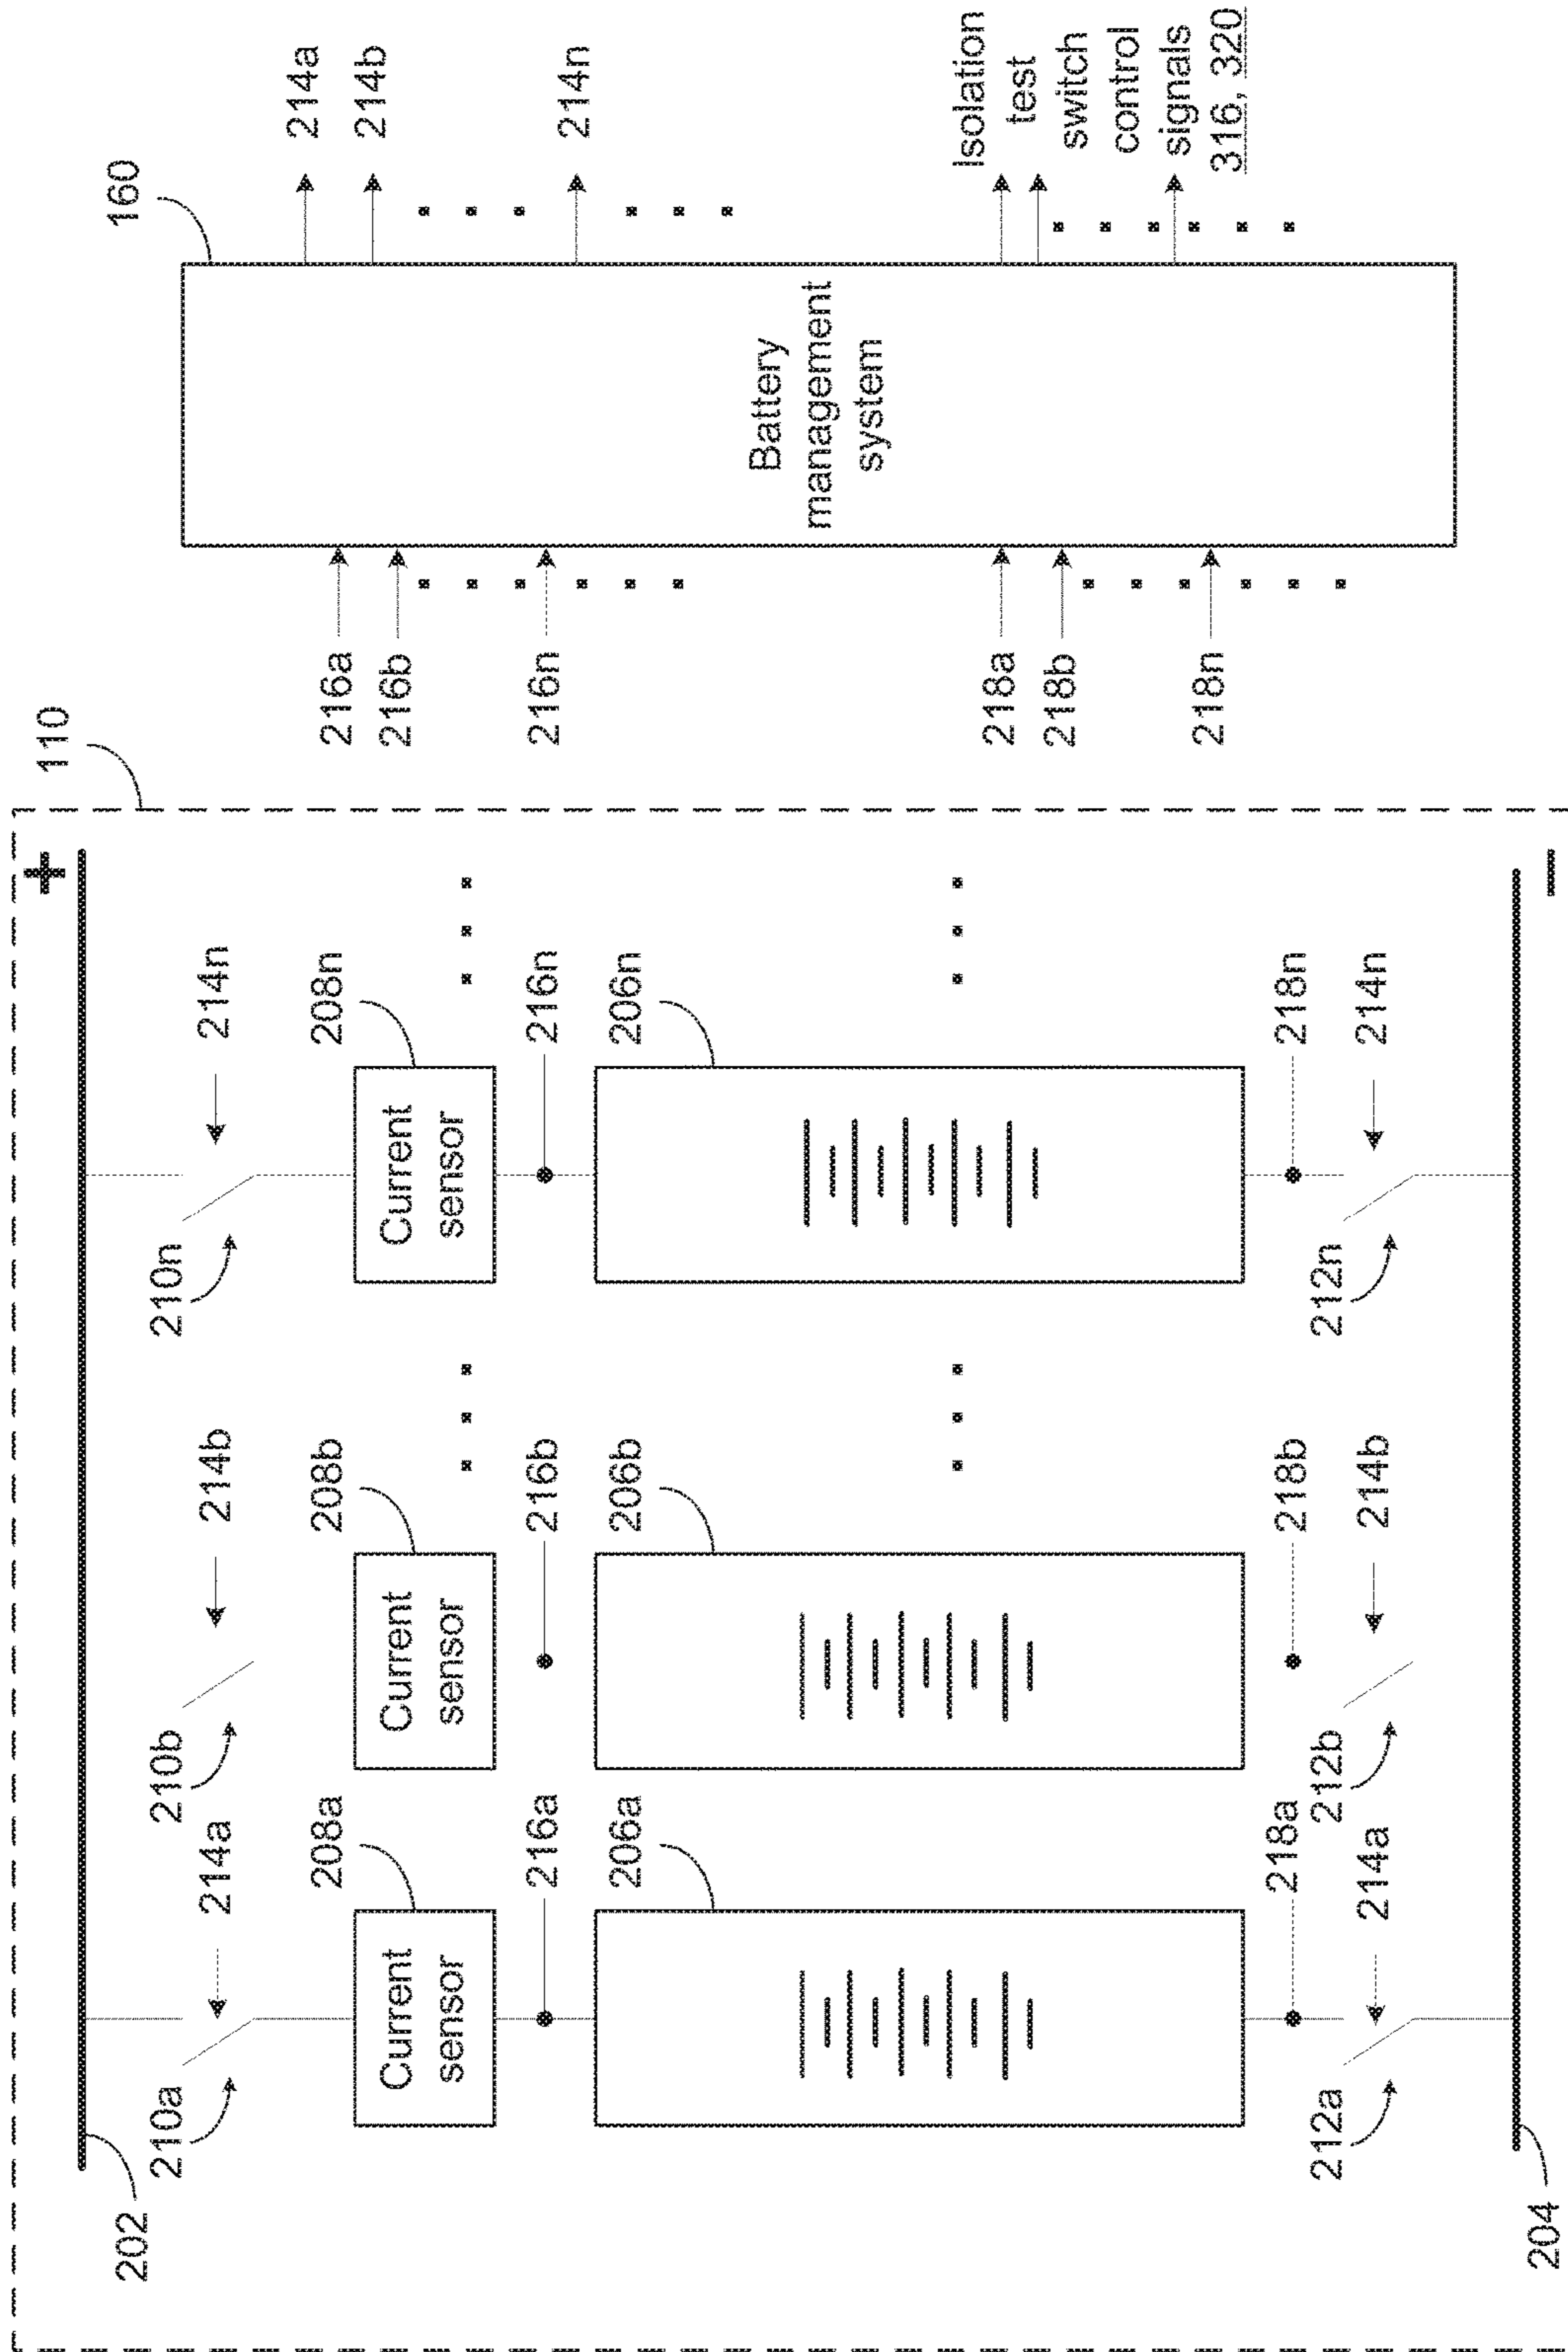 110
+
202
214a
214b
214n
210a
210b
210n
208a
208b
208n
Current
sensor
Current
sensor
Current
sensor
216a
216b
216n
206a
206b
206n
218a
218b
218n
212a
212b
212n
214a
214b
214n
204
−
160
216a
216b
216n
218a
218b
218n
Battery
management
system
214a
214b
214n
Isolation
test
switch
control
signals
316, 320